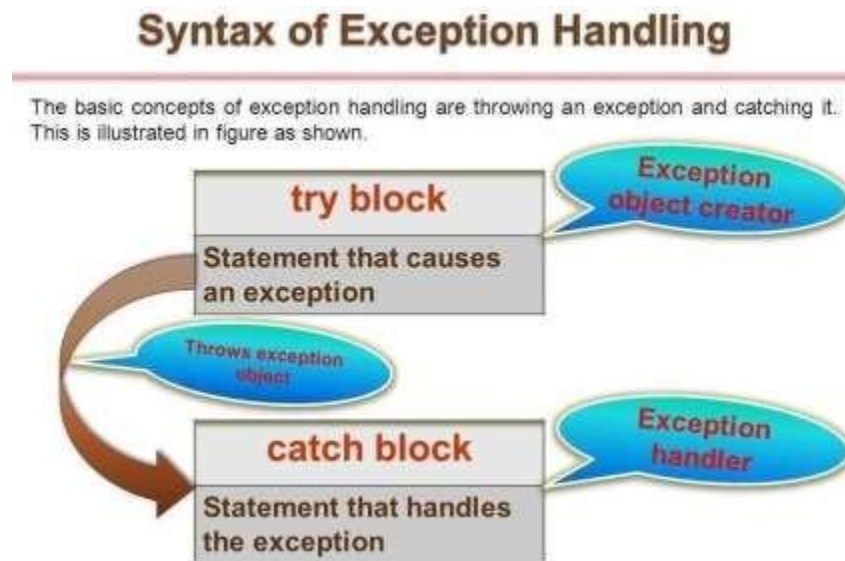 Syntax of Exception Handling
The basic concepts of exception handling are throwing an exception and catching it.
This is illustrated in figure as shown.
Exception
object creator
try block
Statement that causes
an exception
Throws exception
object
Exception
handler
catch block
Statement that handles
the exception